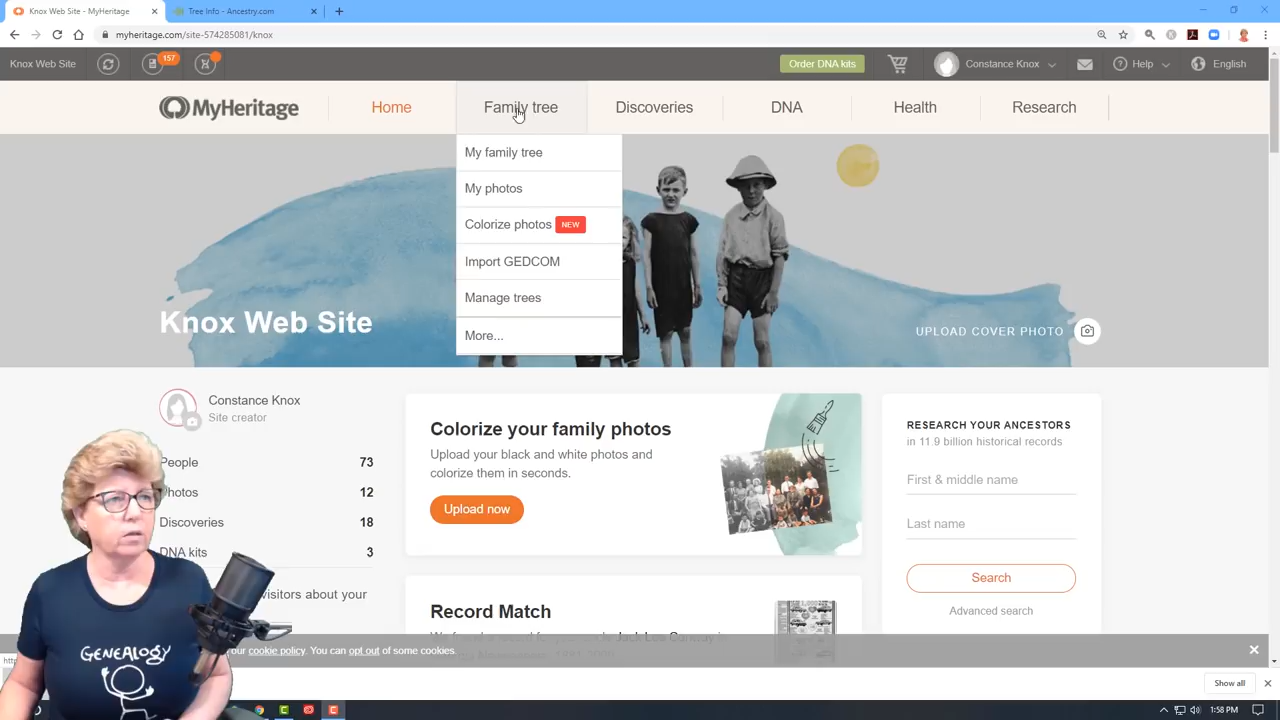 Knox Web Site - MyHeritage
Tree Info - Ancestry.com
myheritage.com/site-574285081/knox
Knox Web Site
157
Order DNA kits
Constance Knox
Help
English
MyHeritage
Home
Family tree
Discoveries
DNA
Health
Research
My family tree
My photos
Colorize photos NEW
Import GEDCOM
Manage trees
More...
Knox Web Site
UPLOAD COVER PHOTO
Constance Knox
Site creator
People 73
Photos 12
Discoveries 18
DNA kits 3
visitors about your
Colorize your family photos
Upload your black and white photos and
colorize them in seconds.
Upload now
Record Match
RESEARCH YOUR ANCESTORS
in 11.9 billion historical records
First & middle name
Last name
Search
Advanced search
our cookie policy. You can opt out of some cookies.
Show all
GENEALOGY
1:58 PM